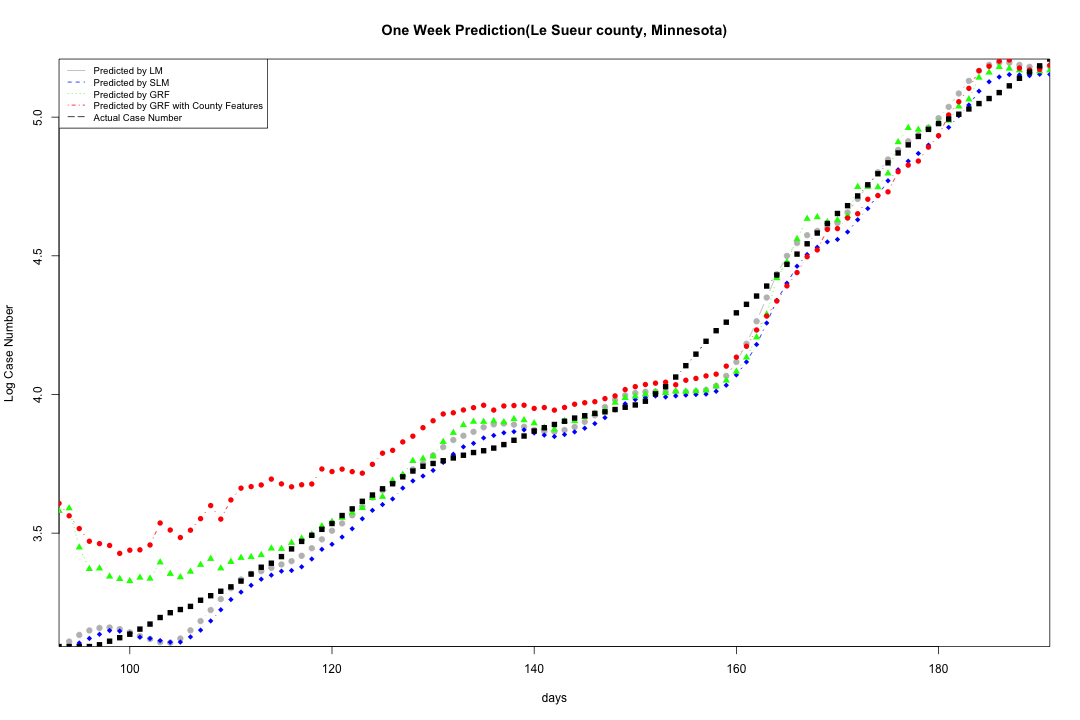 One Week Prediction(Le Sueur county, Minnesota)
Predicted by LM
Predicted by SLM
Predicted by GRF
Predicted by GRF with County Features
Actual Case Number
5.0
4.5
4.0
3.5
Log Case Number
100 120 140 160 180
days